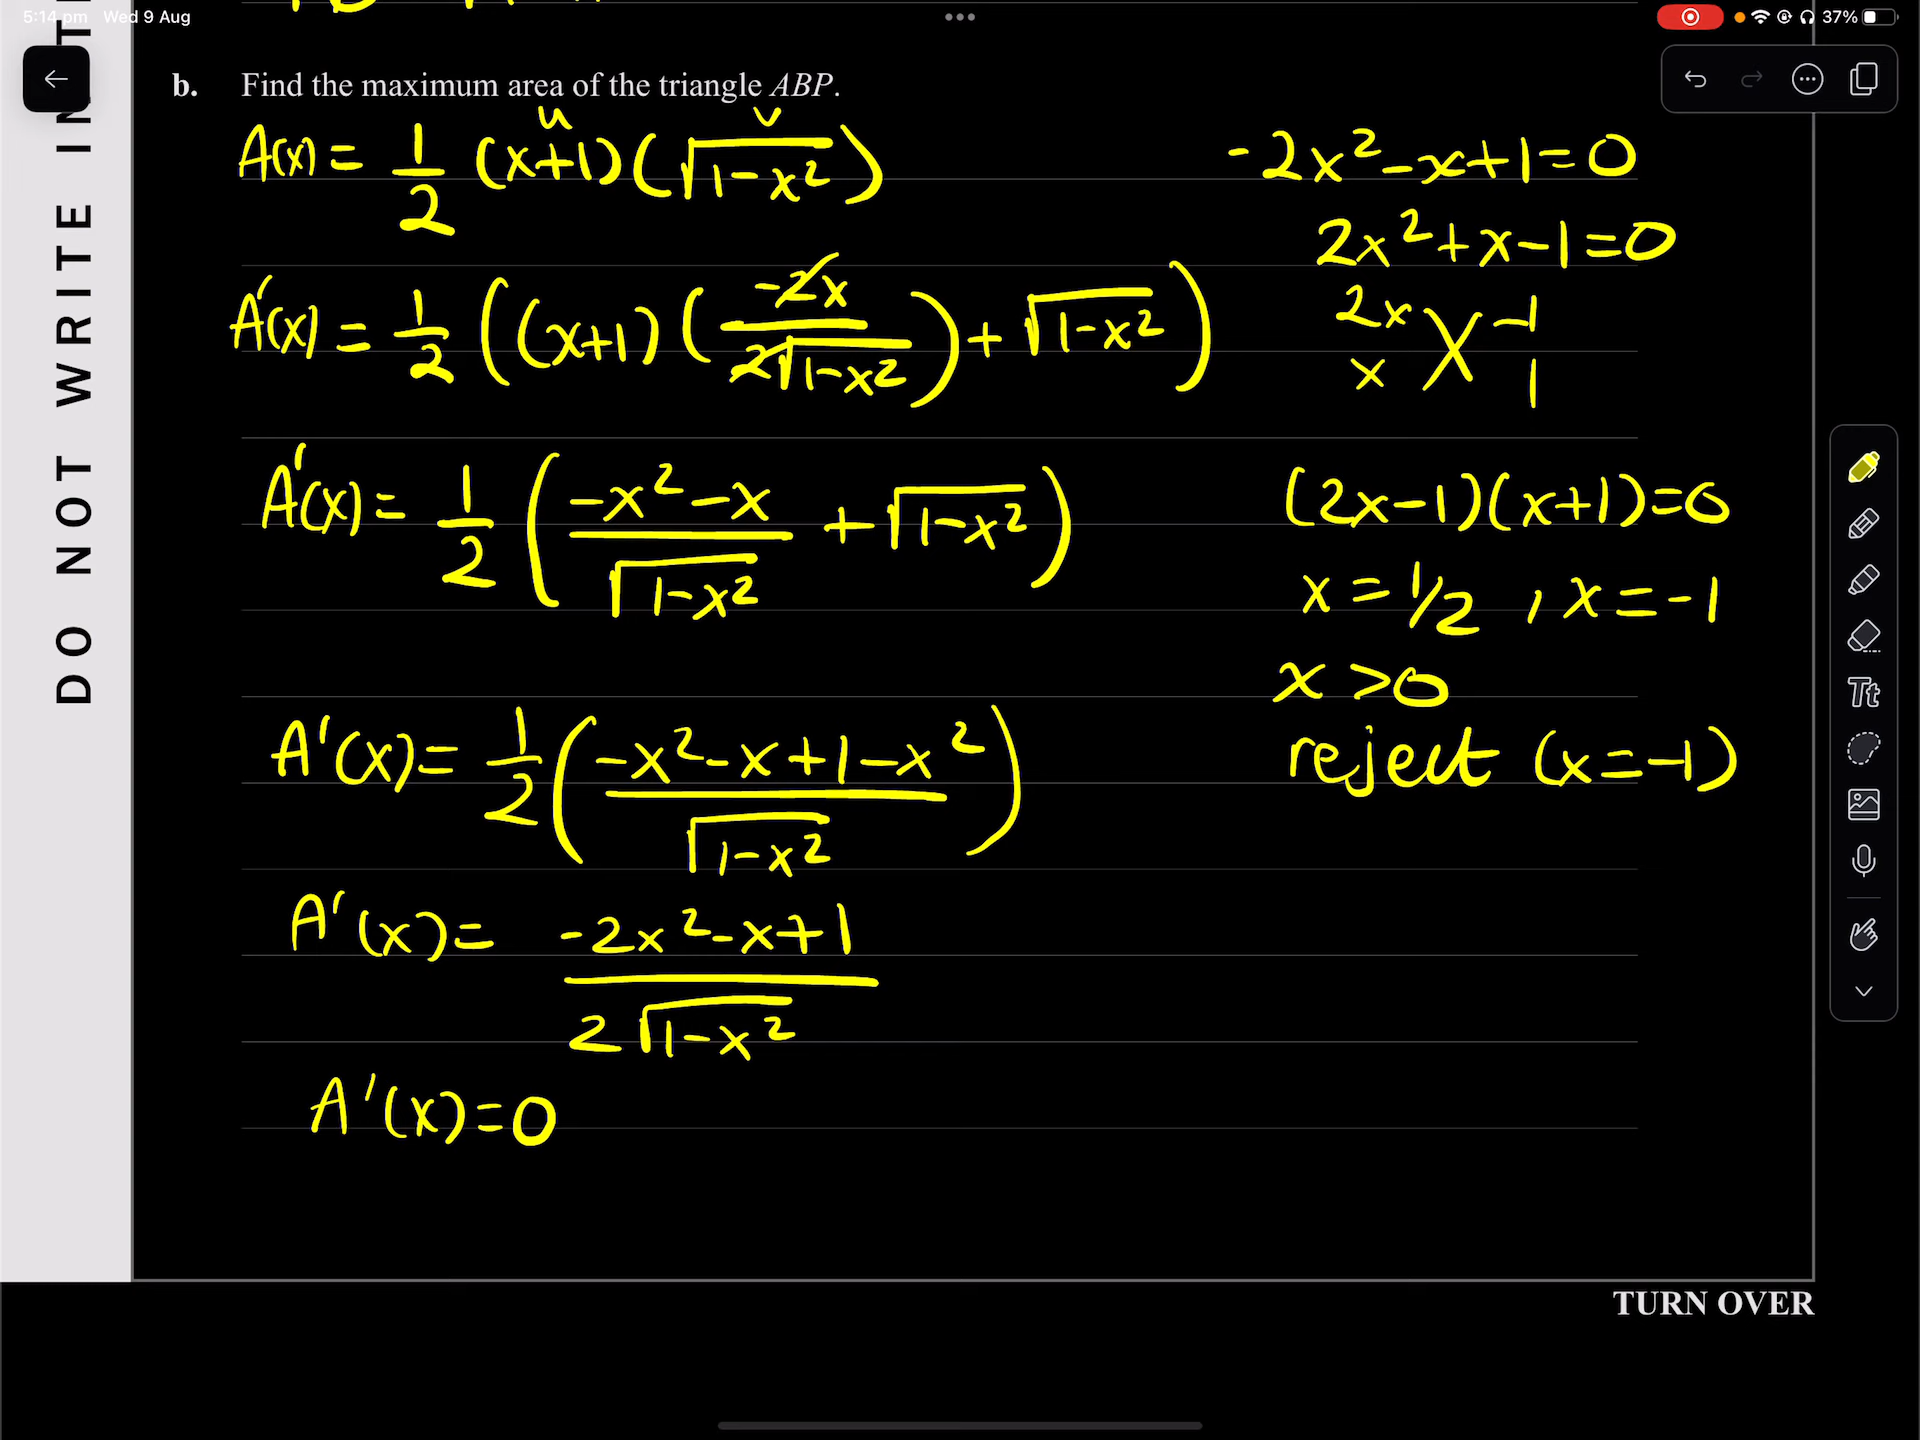 5:14 pm Wed 9 Aug
37%
DO NOT WRITE IN T
b. Find the maximum area of the triangle ABP.
u v
A(x) = 1/2 (x+1)(√(1-x²))
A'(x) = 1/2 ((x+1)(-2x/(2√(1-x²))) + √(1-x²))
A'(x) = 1/2 ((-x²-x)/√(1-x²) + √(1-x²))
A'(x) = 1/2 ((-x²-x+1-x²)/√(1-x²))
A'(x) = (-2x²-x+1)/(2√(1-x²))
A'(x)=0
-2x²-x+1=0
2x²+x-1=0
2x -1
x 1
(2x-1)(x+1)=0
x = 1/2 , x=-1
x >0
reject (x=-1)
Tt
TURN OVER